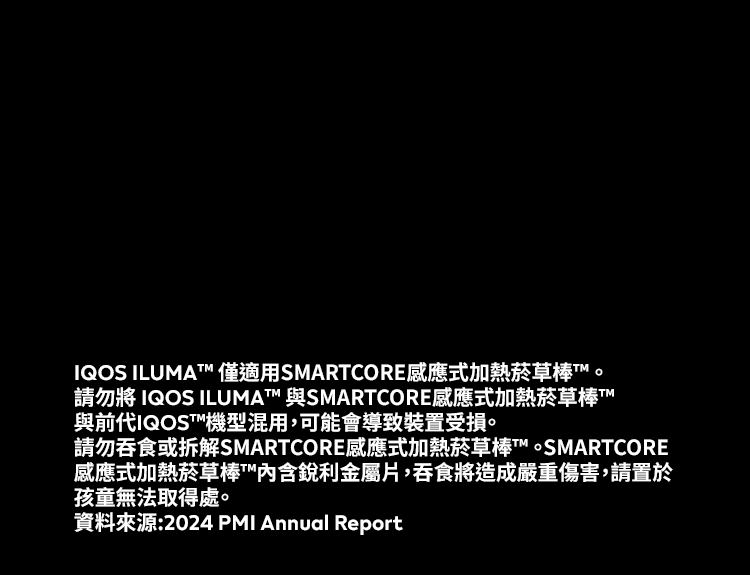 IQOS ILUMA™ 僅適用SMARTCORE感應式加熱菸草棒™。
請勿將 IQOS ILUMA™ 與SMARTCORE感應式加熱菸草棒™
與前代IQOS™機型混用，可能會導致裝置受損。
請勿吞食或拆解SMARTCORE感應式加熱菸草棒™。SMARTCORE
感應式加熱菸草棒™內含銳利金屬片，吞食將造成嚴重傷害，請置於
孩童無法取得處。
資料來源:2024 PMI Annual Report